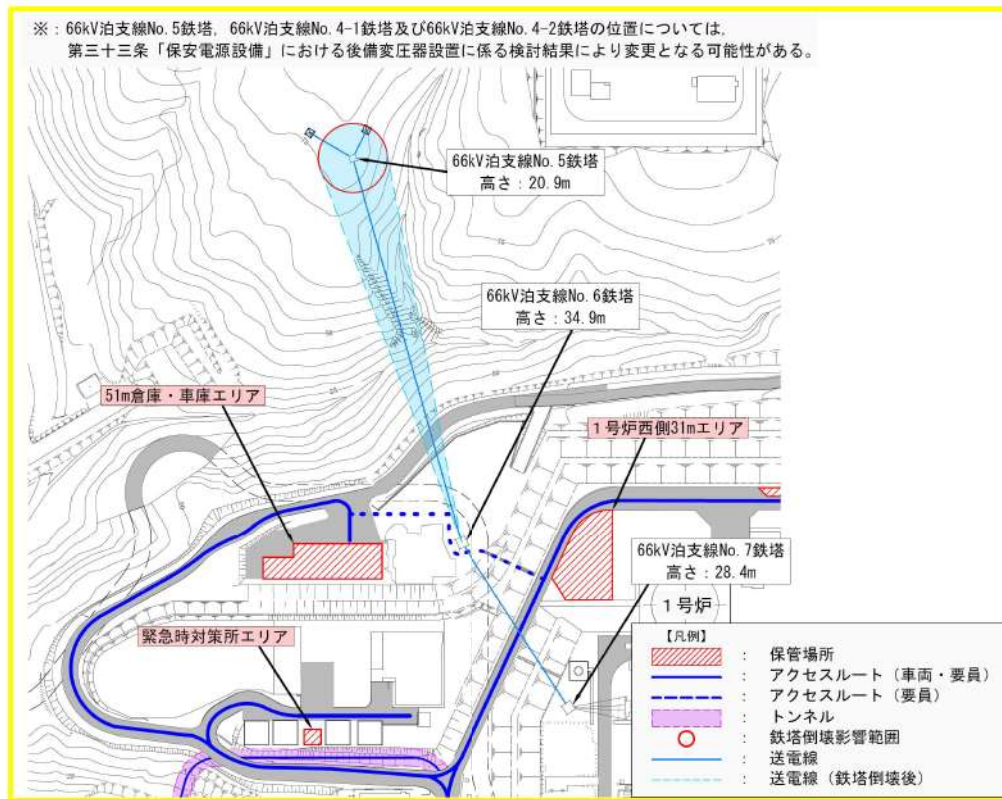 ※：66kV泊支線No.5鉄塔，66kV泊支線No.4-1鉄塔及び66kV泊支線No.4-2鉄塔の位置については，
第三十三条「保安電源設備」における後備変圧器設置に係る検討結果により変更となる可能性がある。
66kV泊支線No.5鉄塔
高さ：20.9m
66kV泊支線No.6鉄塔
高さ：34.9m
51m倉庫・車庫エリア
１号炉西側31mエリア
66kV泊支線No.7鉄塔
高さ：28.4m
１号炉
緊急時対策所エリア
【凡例】
： 保管場所
： アクセスルート（車両・要員）
： アクセスルート（要員）
： トンネル
： 鉄塔倒壊影響範囲
： 送電線
： 送電線（鉄塔倒壊後）